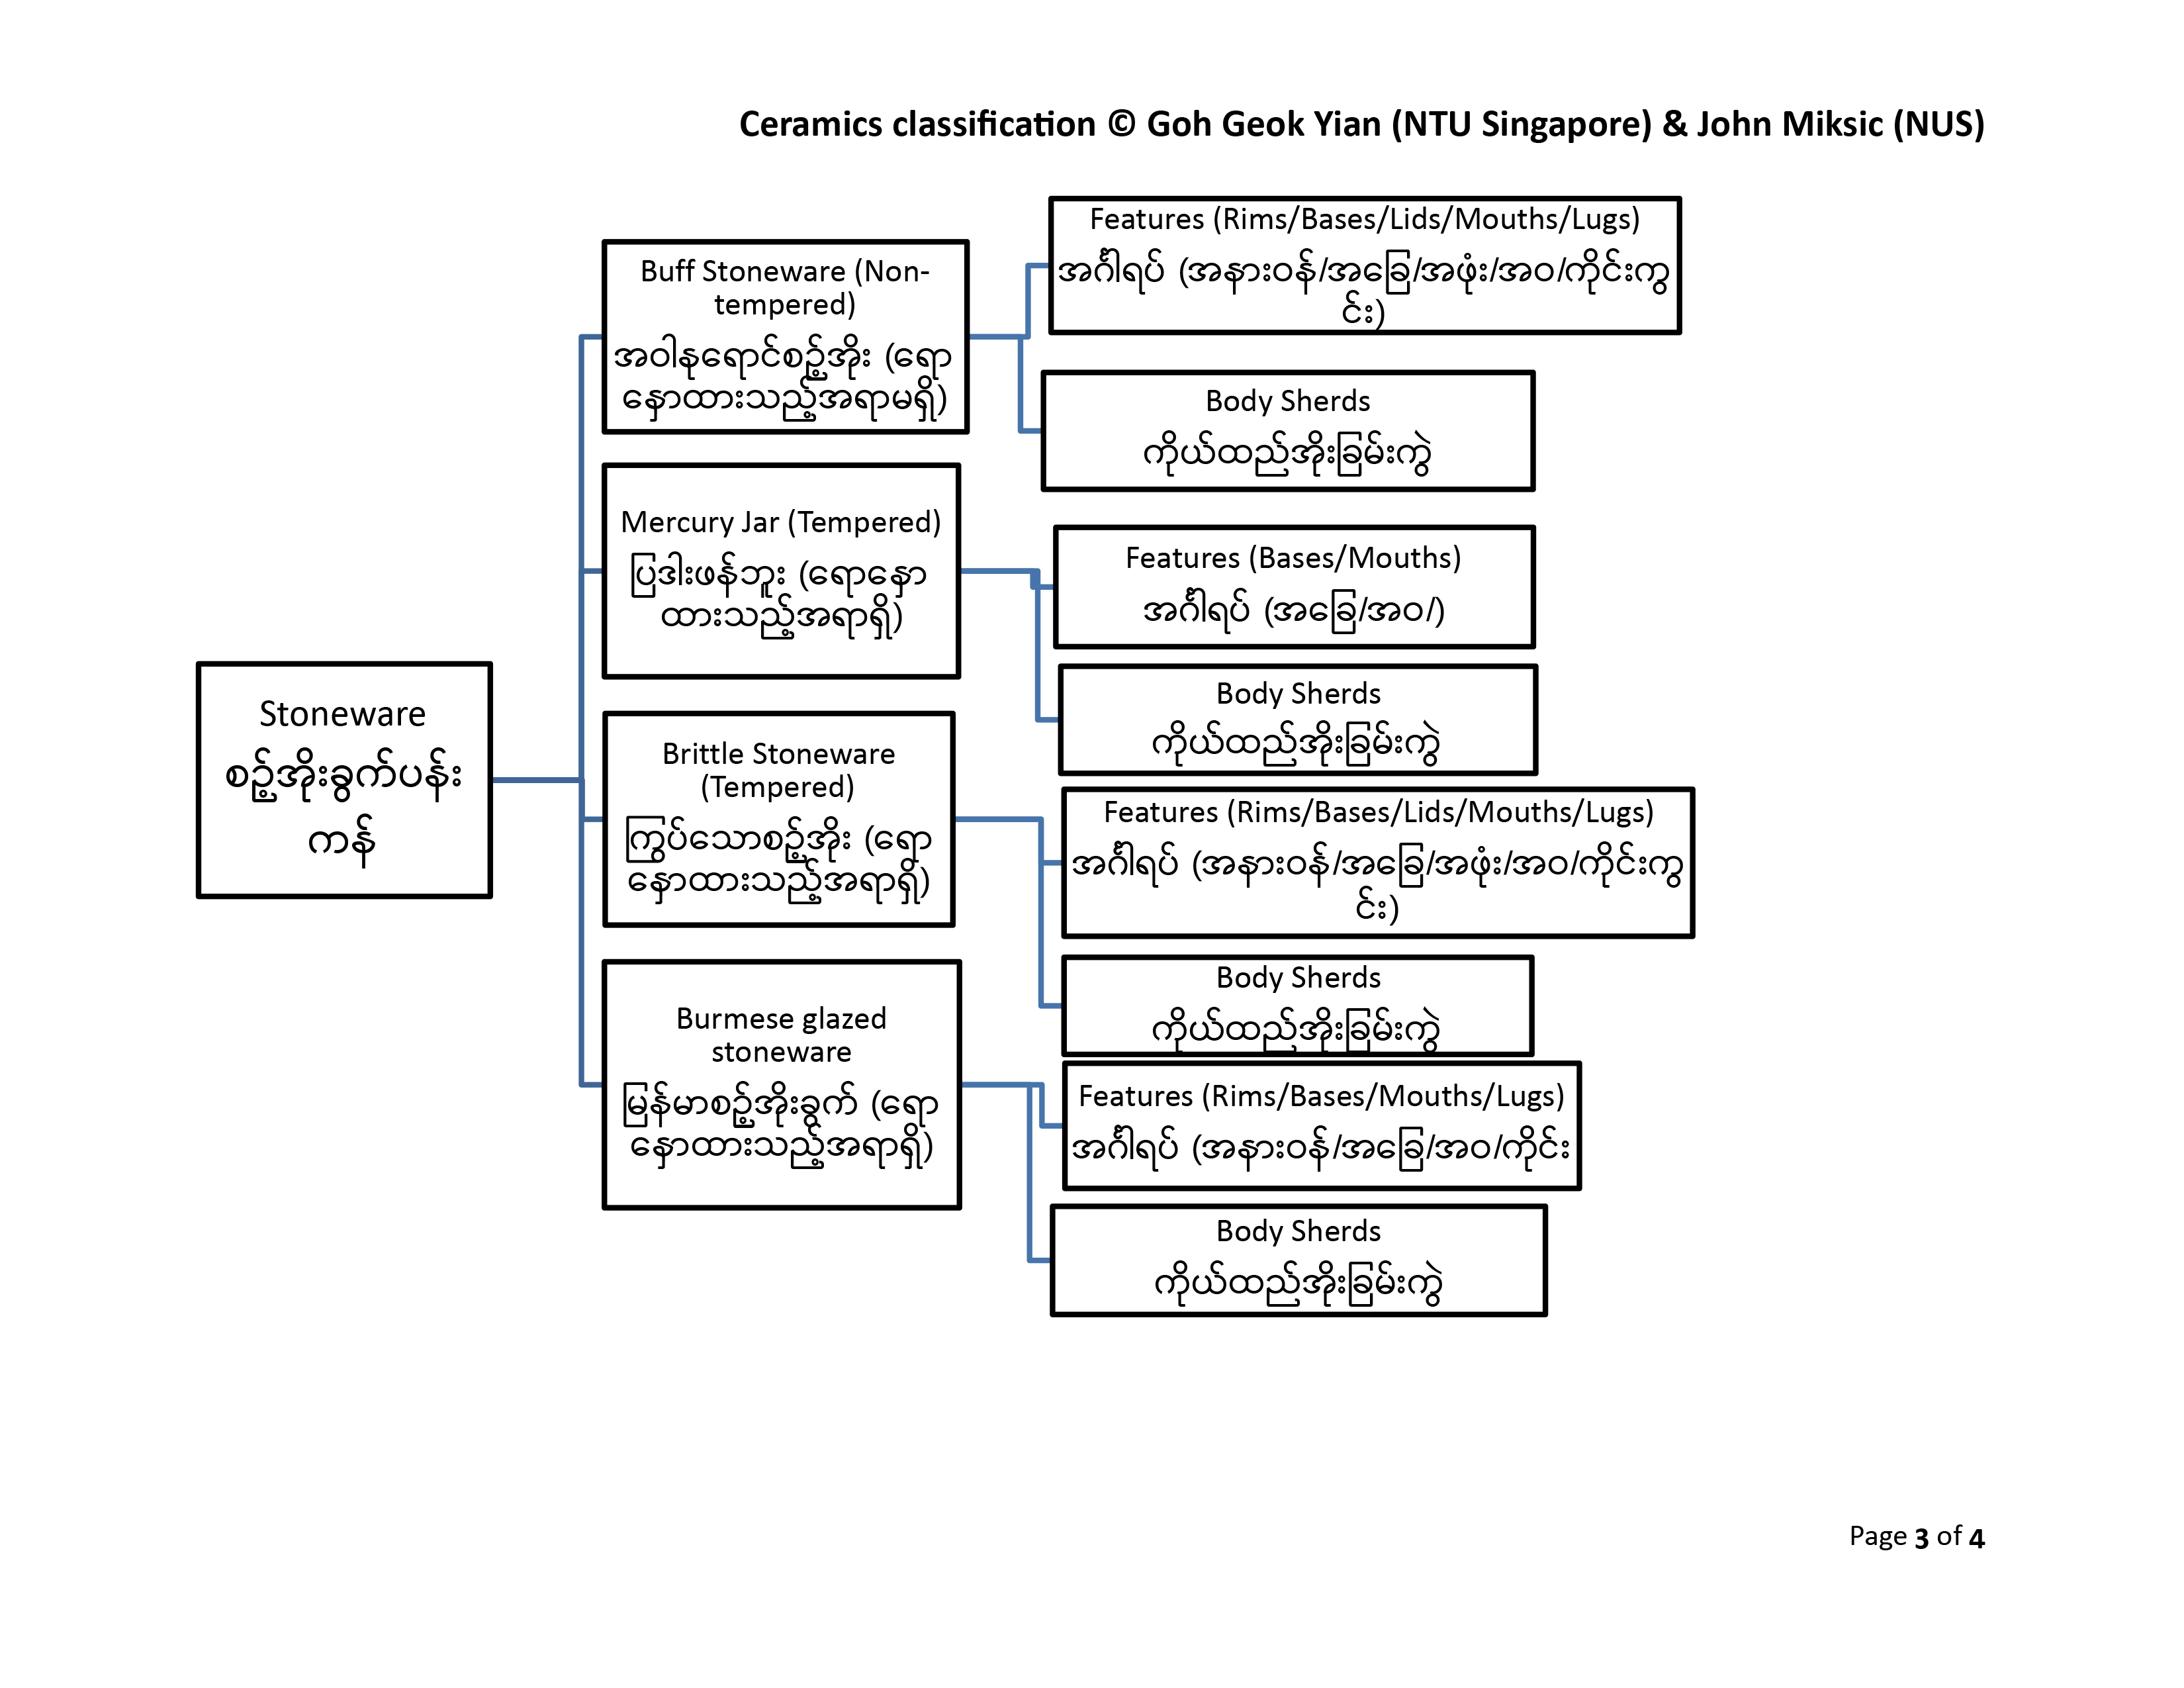 Ceramics classification © Goh Geok Yian (NTU Singapore) & John Miksic (NUS)
Stoneware
စဉ့်အိုးခွက်ပန်း
ကန်
Buff Stoneware (Non-
tempered)
အဝါနုရောင်စဉ့်အိုး (ရော
နှောထားသည့်အရာမရှိ)
Features (Rims/Bases/Lids/Mouths/Lugs)
အင်္ဂါရပ် (အနားဝန်/အခြေ/အဖုံး/အဝ/ကိုင်းကွ
င်း)
Body Sherds
ကိုယ်ထည်အိုးခြမ်းကွဲ
Mercury Jar (Tempered)
ပြဒါးဖန်ဘူး (ရောနှော
ထားသည့်အရာရှိ)
Features (Bases/Mouths)
အင်္ဂါရပ် (အခြေ/အဝ/)
Body Sherds
ကိုယ်ထည်အိုးခြမ်းကွဲ
Brittle Stoneware
(Tempered)
ကြွပ်သောစဉ့်အိုး (ရော
နှောထားသည့်အရာရှိ)
Features (Rims/Bases/Lids/Mouths/Lugs)
အင်္ဂါရပ် (အနားဝန်/အခြေ/အဖုံး/အဝ/ကိုင်းကွ
င်း)
Body Sherds
ကိုယ်ထည်အိုးခြမ်းကွဲ
Burmese glazed
stoneware
မြန်မာစဉ့်အိုးခွက် (ရော
နှောထားသည့်အရာရှိ)
Features (Rims/Bases/Mouths/Lugs)
အင်္ဂါရပ် (အနားဝန်/အခြေ/အဝ/ကိုင်း
Body Sherds
ကိုယ်ထည်အိုးခြမ်းကွဲ
Page 3 of 4